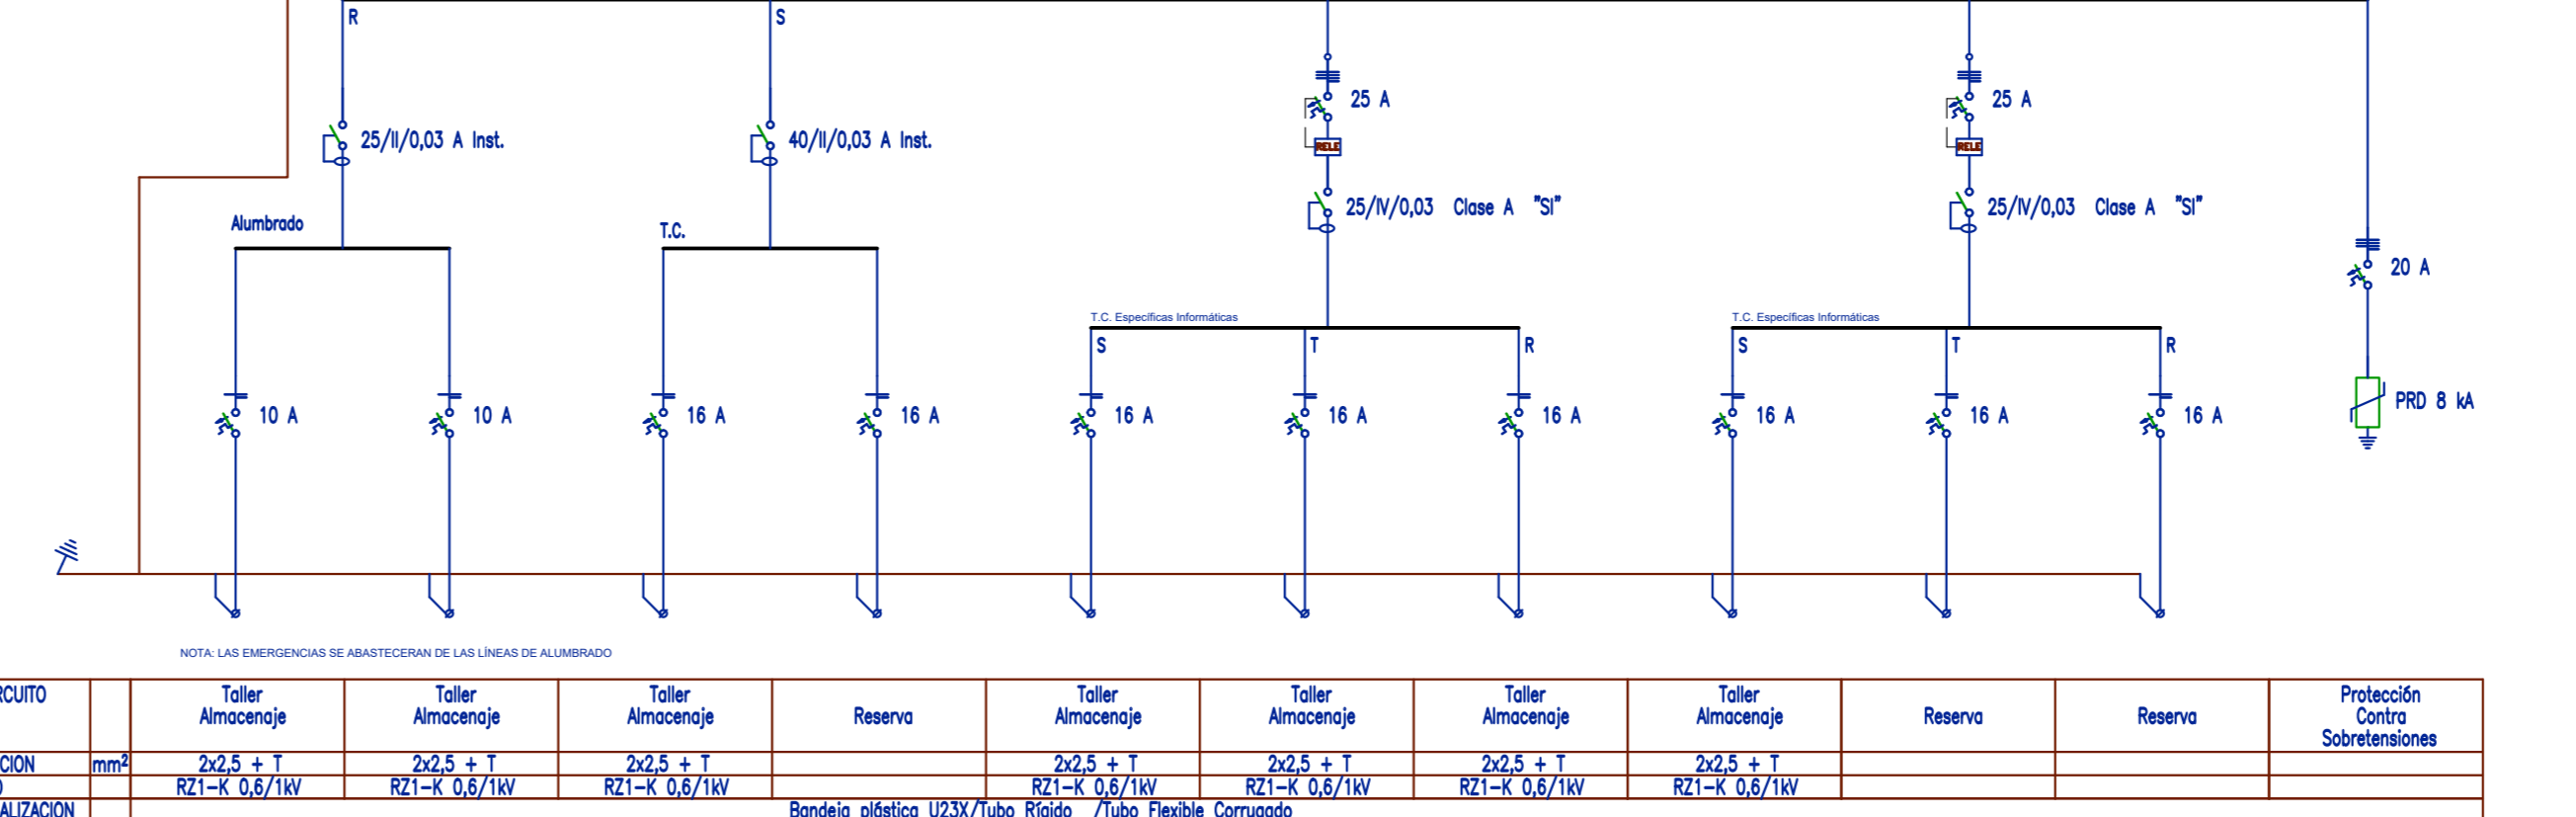 R
S
25 A
25 A
25/II/0,03 A Inst.
40/II/0,03 A Inst.
RELE
RELE
25/IV/0,03 Clase A "SI"
25/IV/0,03 Clase A "SI"
Alumbrado
T.C.
20 A
T.C. Específicas Informáticas
T.C. Específicas Informáticas
S
T
R
S
T
R
PRD 8 kA
10 A
10 A
16 A
16 A
16 A
16 A
16 A
16 A
16 A
16 A
NOTA: LAS EMERGENCIAS SE ABASTECERAN DE LAS LÍNEAS DE ALUMBRADO
RCUITO
Taller
Almacenaje
Taller
Almacenaje
Taller
Almacenaje
Reserva
Taller
Almacenaje
Taller
Almacenaje
Taller
Almacenaje
Taller
Almacenaje
Reserva
Reserva
Protección
Contra
Sobretensiones
CION
mm²
2x2,5 + T
2x2,5 + T
2x2,5 + T
2x2,5 + T
2x2,5 + T
2x2,5 + T
2x2,5 + T
O
RZ1-K 0,6/1kV
RZ1-K 0,6/1kV
RZ1-K 0,6/1kV
RZ1-K 0,6/1kV
RZ1-K 0,6/1kV
RZ1-K 0,6/1kV
RZ1-K 0,6/1kV
ALIZACION
Bandeja plástica U23X/Tubo Rígido /Tubo Flexible Corrugado